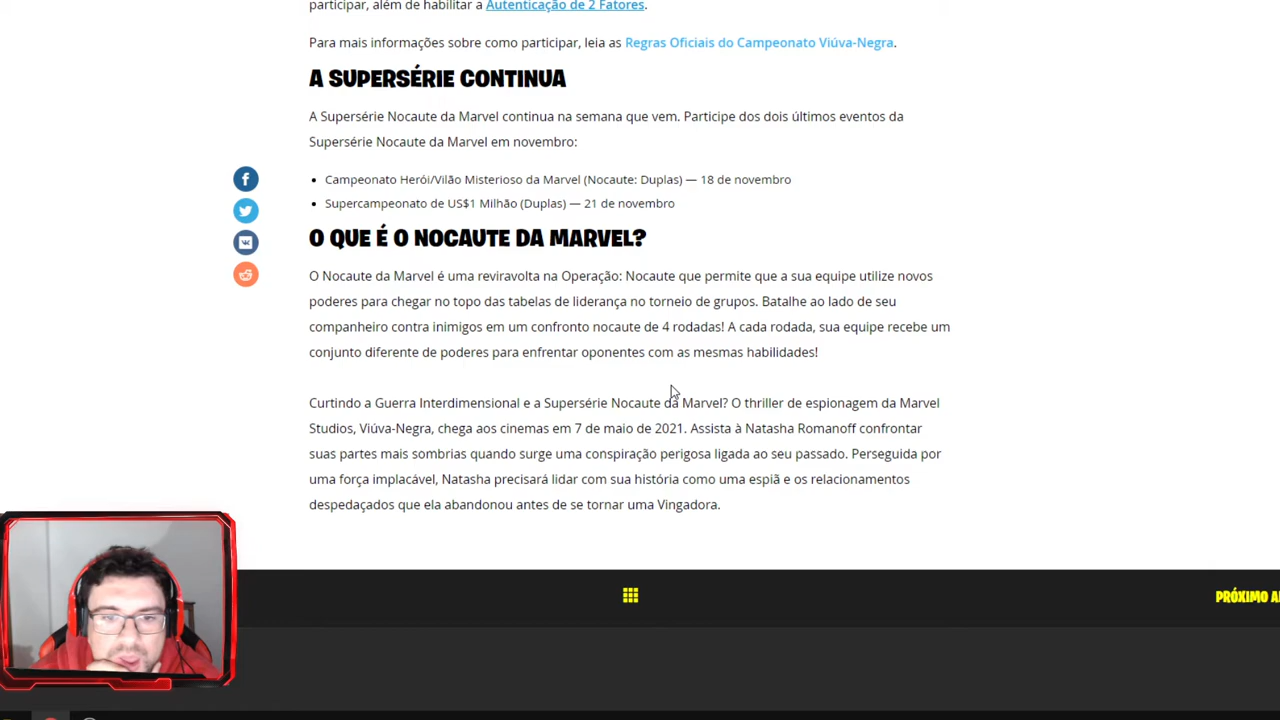 participar, além de habilitar a Autenticação de 2 Fatores.
Para mais informações sobre como participar, leia as Regras Oficiais do Campeonato Viúva-Negra.
A SUPERSÉRIE CONTINUA
A Supersérie Nocaute da Marvel continua na semana que vem. Participe dos dois últimos eventos da
Supersérie Nocaute da Marvel em novembro:
• Campeonato Herói/Vilão Misterioso da Marvel (Nocaute: Duplas) — 18 de novembro
• Supercampeonato de US$1 Milhão (Duplas) — 21 de novembro
O QUE É O NOCAUTE DA MARVEL?
O Nocaute da Marvel é uma reviravolta na Operação: Nocaute que permite que a sua equipe utilize novos
poderes para chegar no topo das tabelas de liderança no torneio de grupos. Batalhe ao lado de seu
companheiro contra inimigos em um confronto nocaute de 4 rodadas! A cada rodada, sua equipe recebe um
conjunto diferente de poderes para enfrentar oponentes com as mesmas habilidades!
Curtindo a Guerra Interdimensional e a Supersérie Nocaute da Marvel? O thriller de espionagem da Marvel
Studios, Viúva-Negra, chega aos cinemas em 7 de maio de 2021. Assista à Natasha Romanoff confrontar
suas partes mais sombrias quando surge uma conspiração perigosa ligada ao seu passado. Perseguida por
uma força implacável, Natasha precisará lidar com sua história como uma espiã e os relacionamentos
despedaçados que ela abandonou antes de se tornar uma Vingadora.
PRÓXIMO